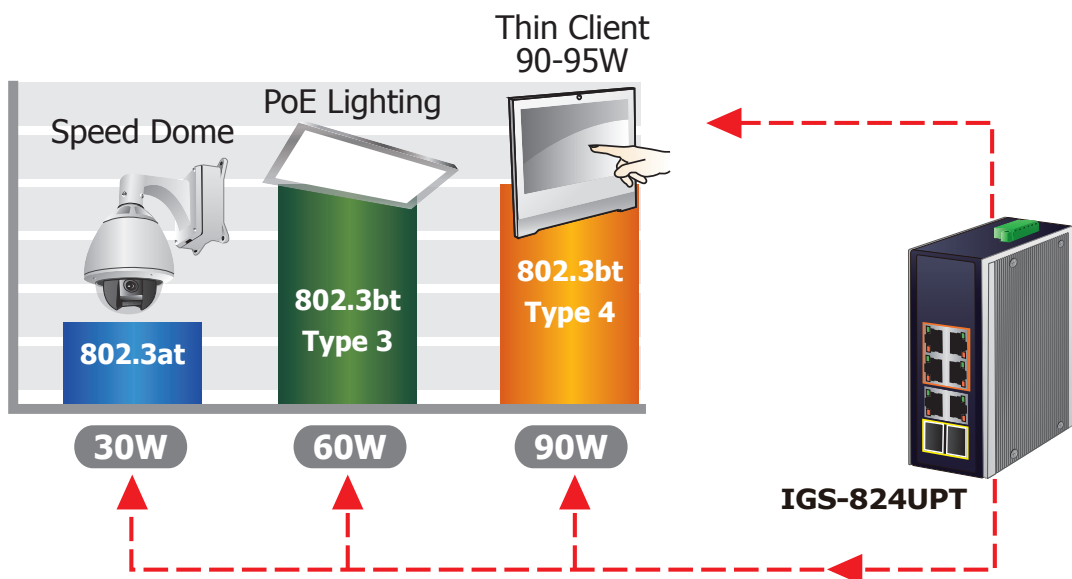 Thin Client
90-95W
PoE Lighting
Speed Dome
802.3at
802.3bt
Type 3
802.3bt
Type 4
30W
60W
90W
IGS-824UPT